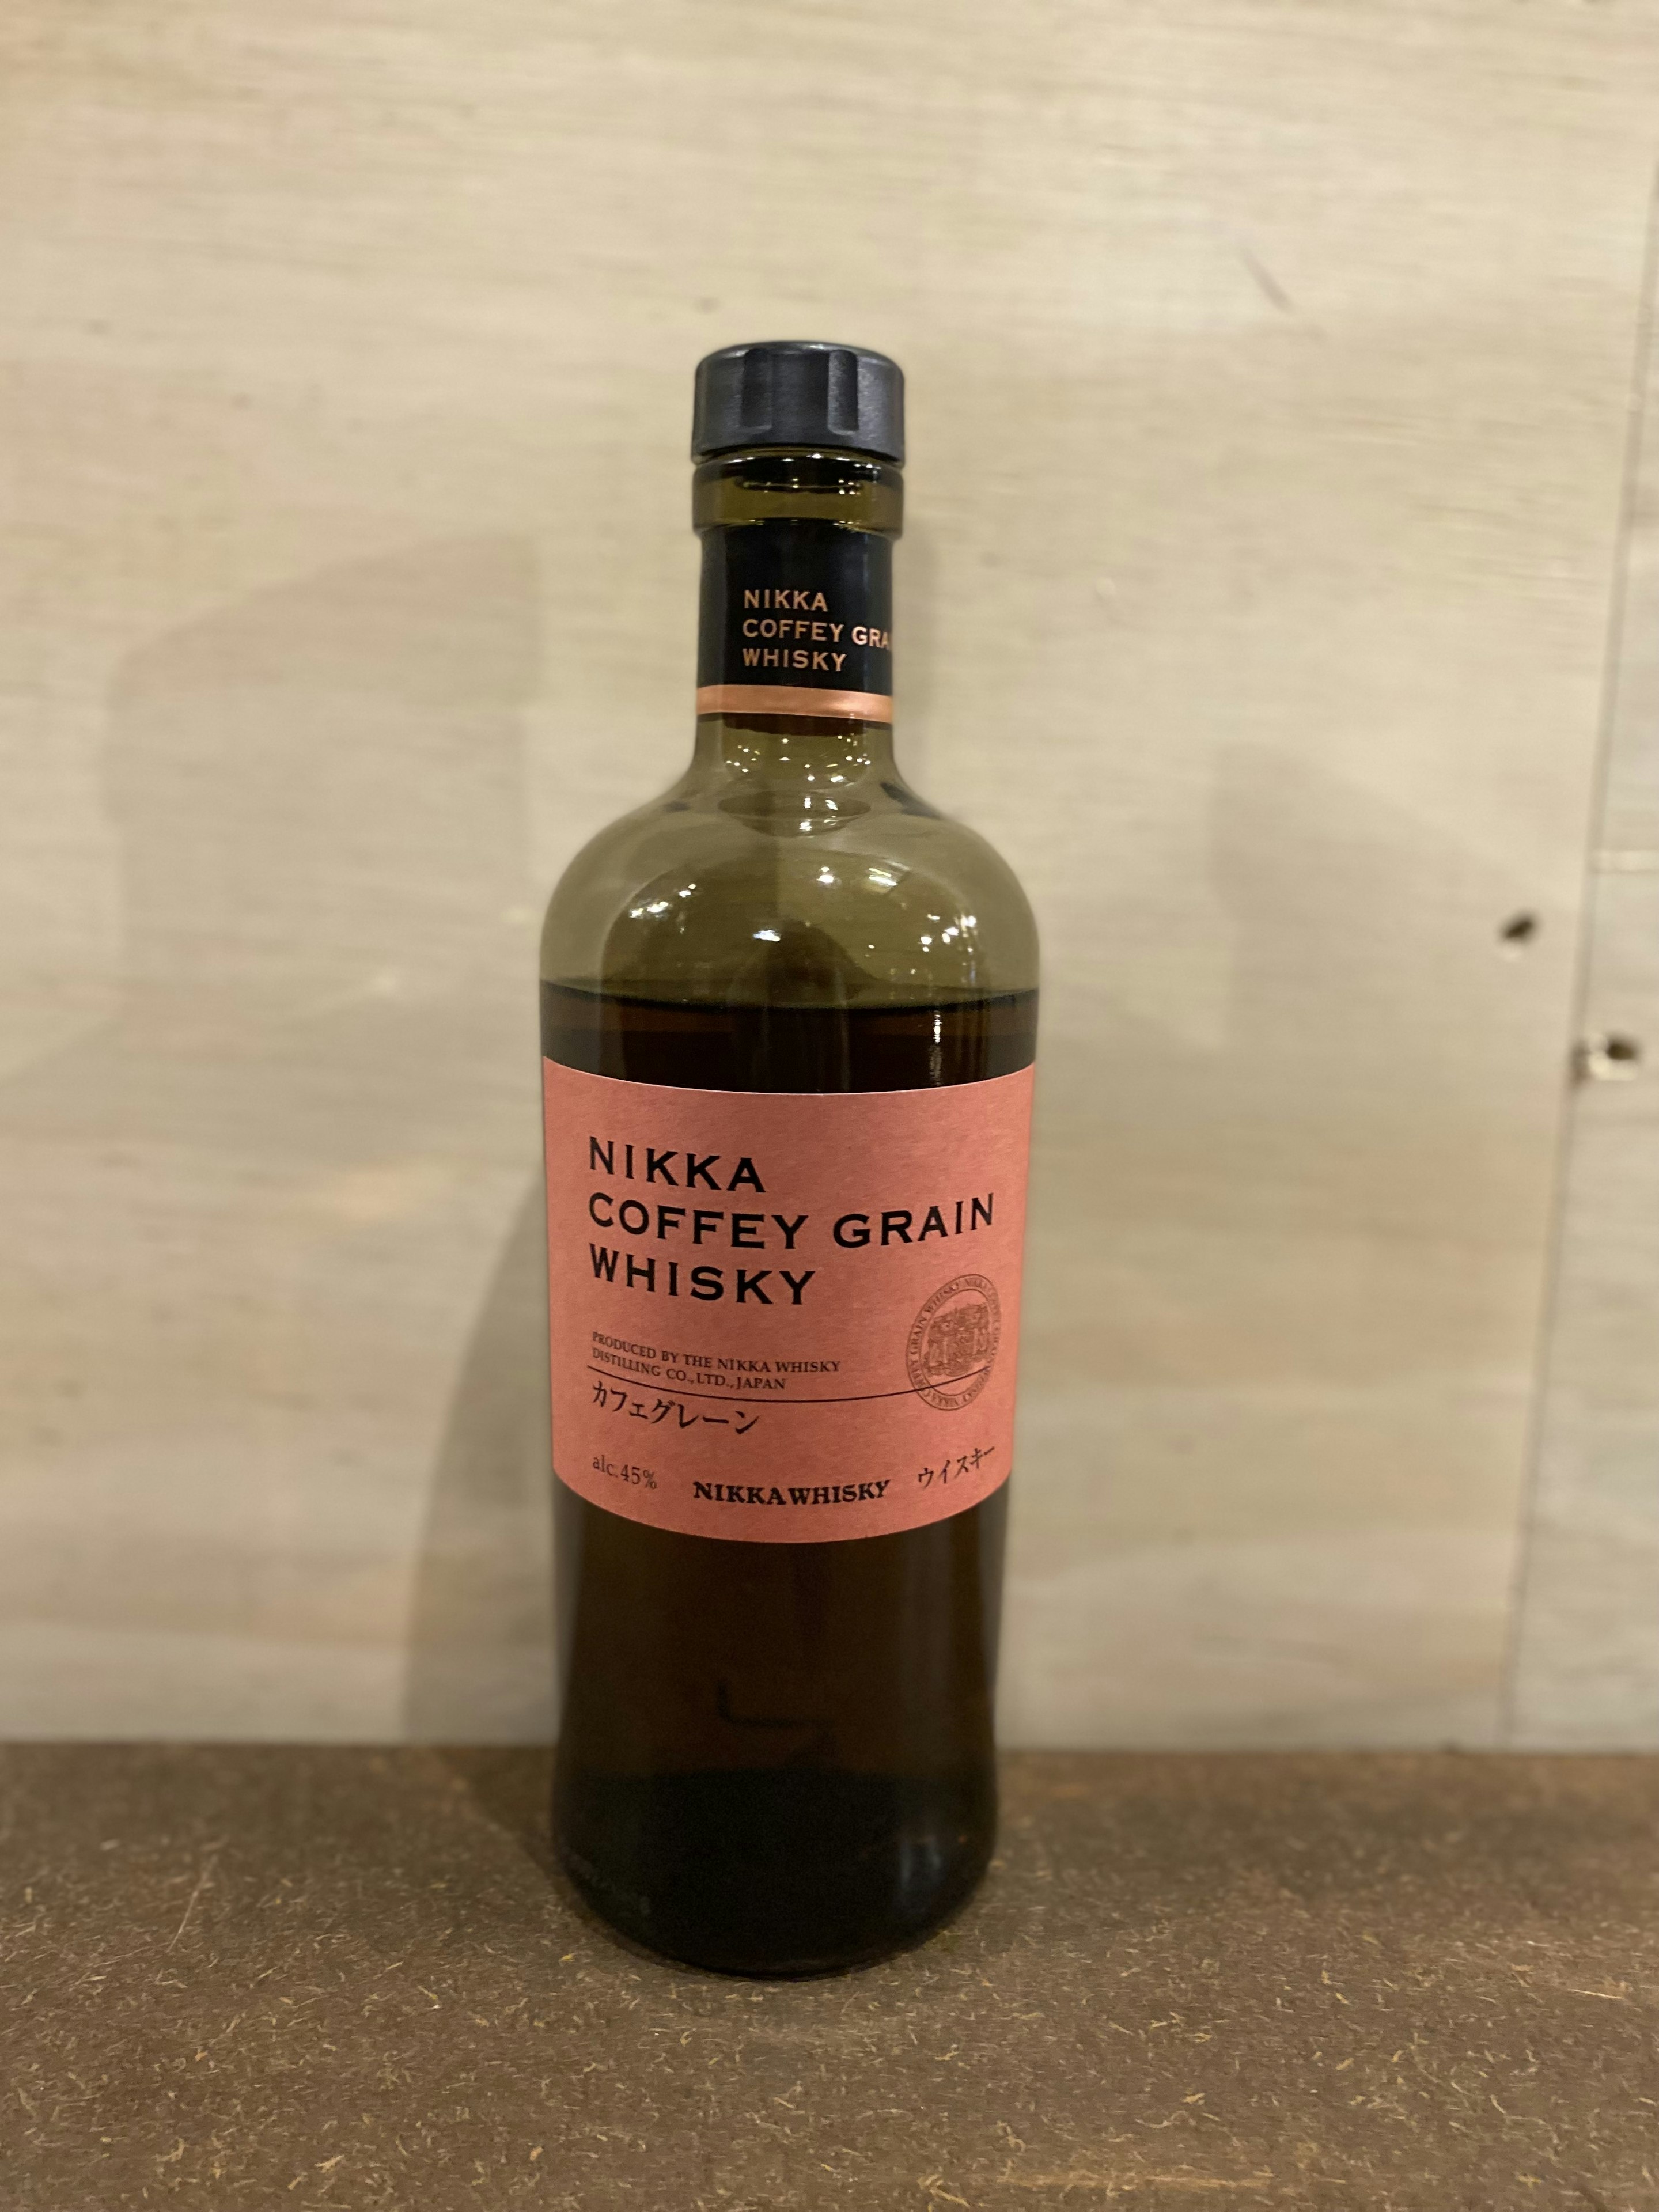 NIKKA
COFFEY GRA
WHISKY
NIKKA
COFFEY GRAIN
WHISKY
PRODUCED BY THE NIKKA WHISKY
DISTILLING CO.,LTD.,JAPAN
カフェグレーン
alc.45%
NIKKA WHISKY
ウイスキー